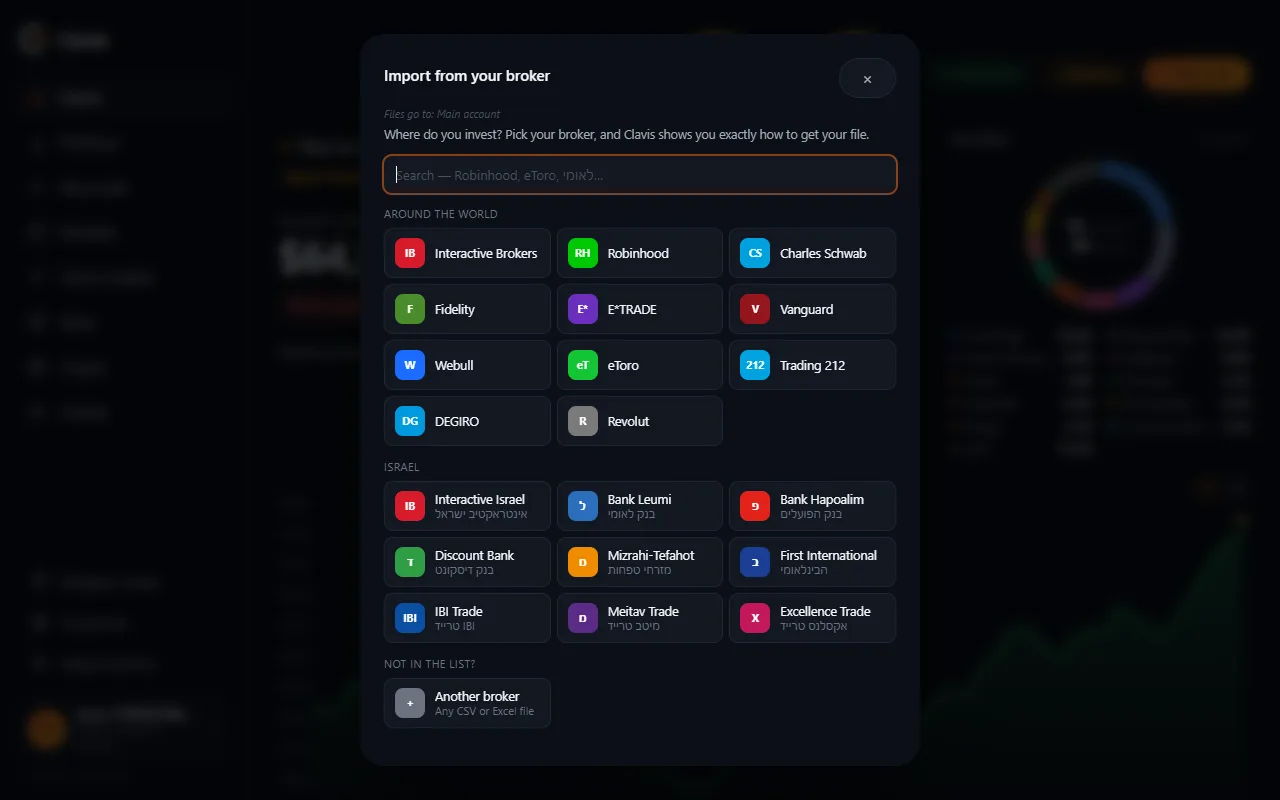 Import from your broker
×
Files go to: Main account
Where do you invest? Pick your broker, and Clavis shows you exactly how to get your file.
Search — Robinhood, eToro, לאומי...
AROUND THE WORLD
IB Interactive Brokers
RH Robinhood
CS Charles Schwab
F Fidelity
E* E*TRADE
V Vanguard
W Webull
eT eToro
212 Trading 212
DG DEGIRO
R Revolut
ISRAEL
IB Interactive Israel
אינטראקטיב ישראל
ל Bank Leumi
בנק לאומי
פ Bank Hapoalim
בנק הפועלים
ד Discount Bank
בנק דיסקונט
מ Mizrahi-Tefahot
מזרחי טפחות
ב First International
הבינלאומי
IBI IBI Trade
IBI טרייד
מ Meitav Trade
מיטב טרייד
X Excellence Trade
אקסלנס טרייד
NOT IN THE LIST?
+ Another broker
Any CSV or Excel file